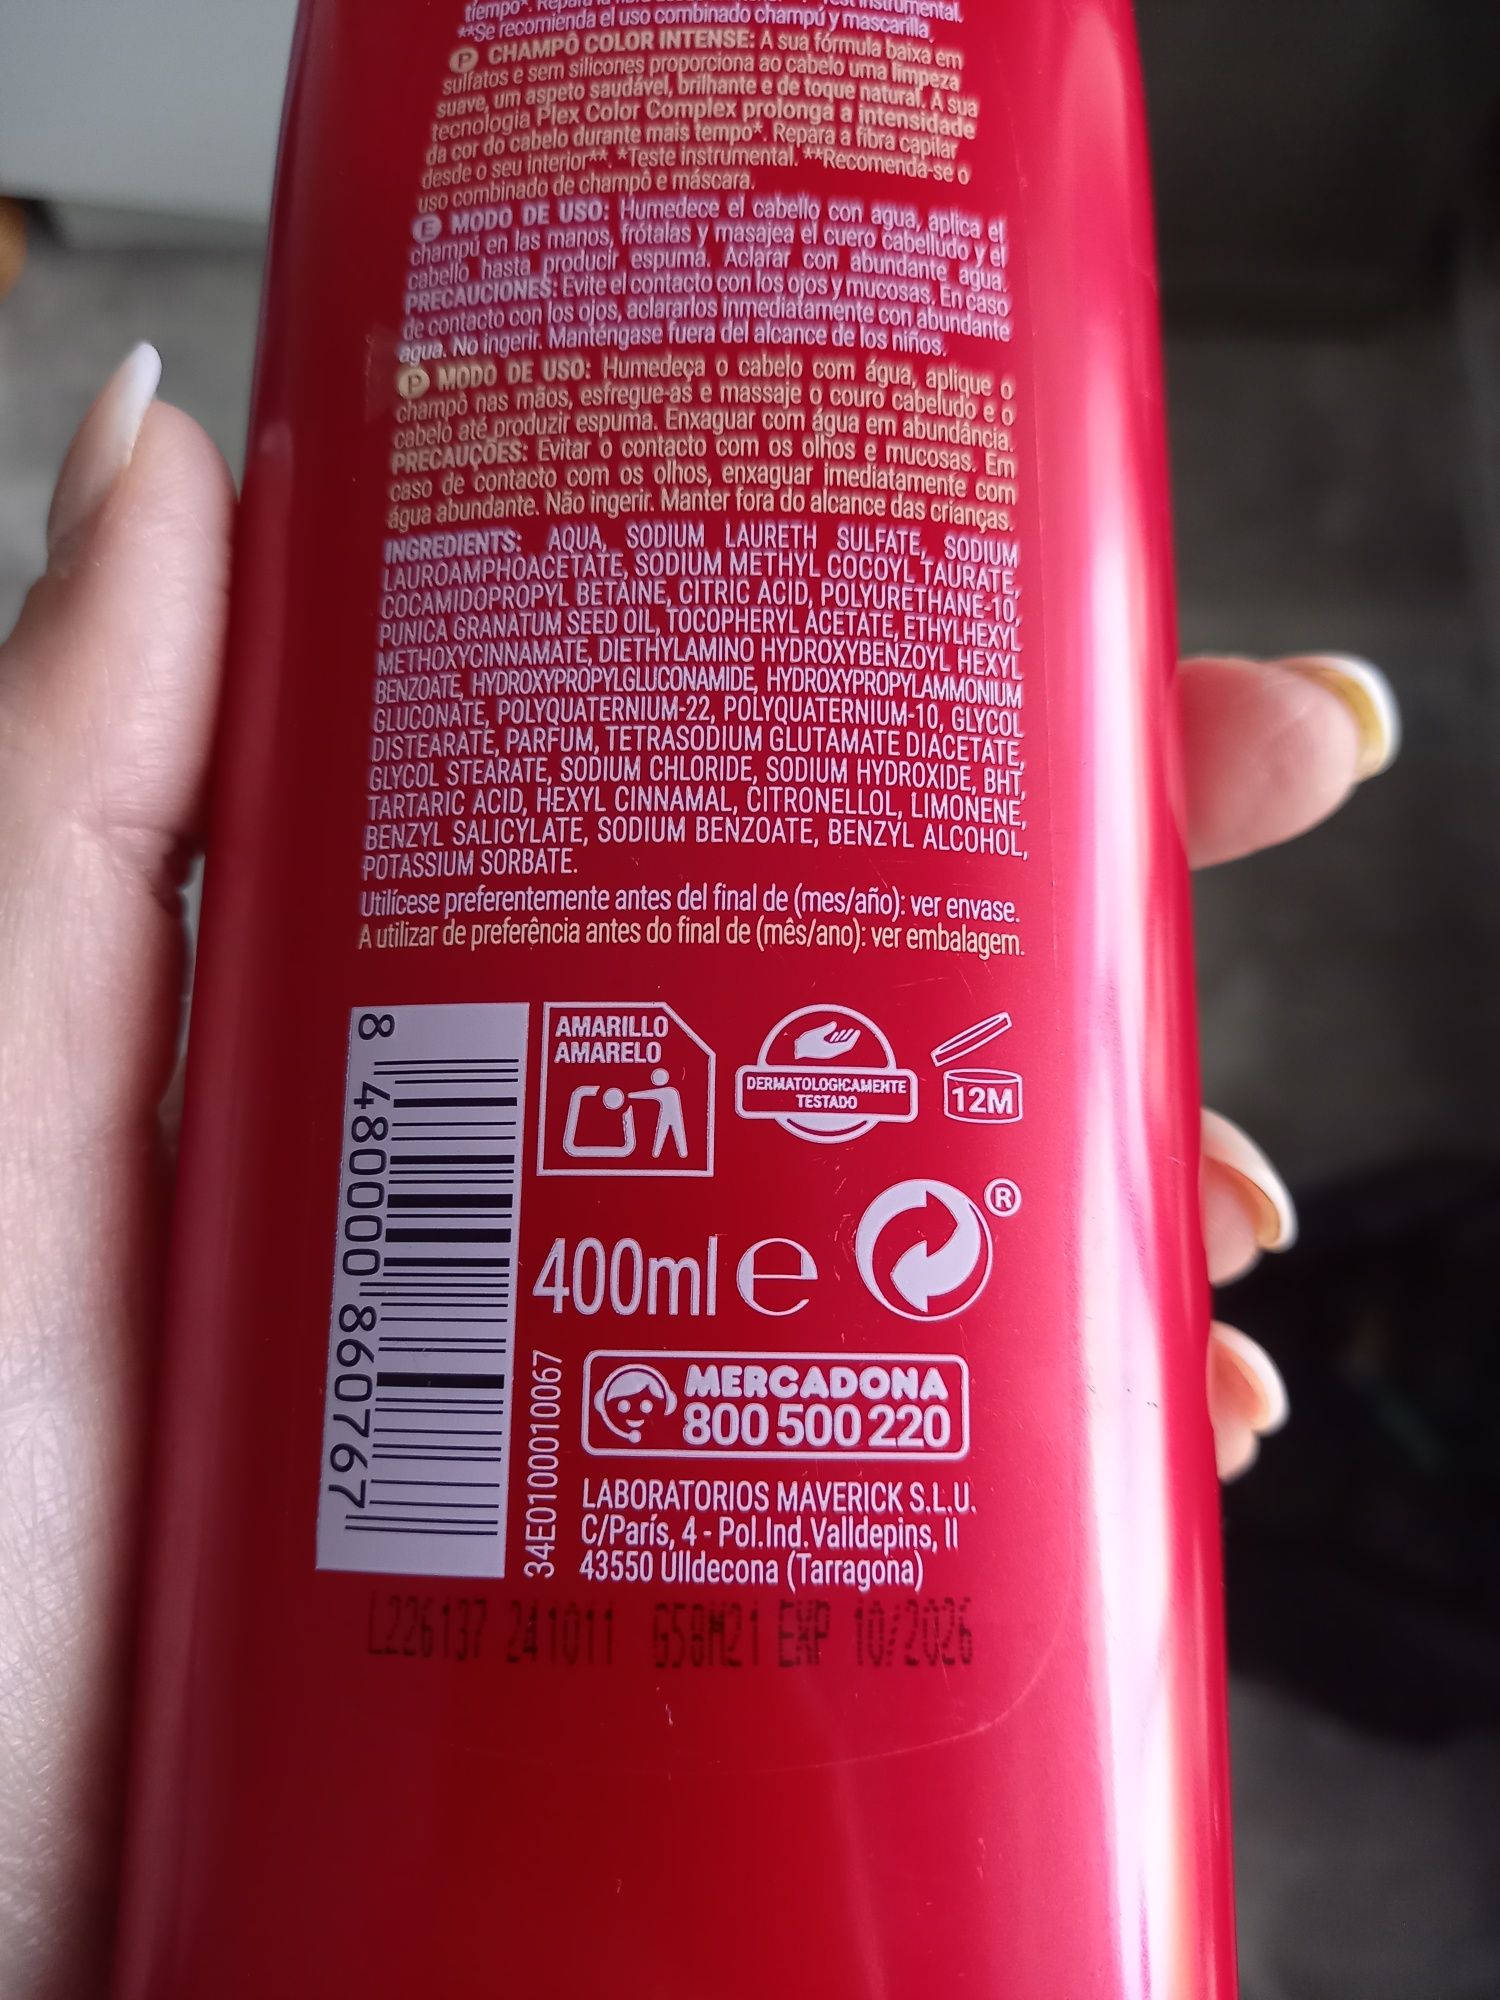 tiempo*. Repara la fibra
instrumental.
**Se recomienda el uso combinado champú y mascarilla.
P CHAMPÔ COLOR INTENSE: A sua fórmula baixa em
sulfatos e sem silicones proporciona ao cabelo uma limpeza
suave, um aspeto saudável, brilhante e de toque natural. A sua
tecnologia Plex Color Complex prolonga a intensidade
da cor do cabelo durante mais tempo*. Repara a fibra capilar
desde o seu interior**. *Teste instrumental. **Recomenda-se o
uso combinado de champô e máscara.
E MODO DE USO: Humedece el cabello con agua, aplica el
champú en las manos, frótalas y masajea el cuero cabelludo y el
cabello hasta producir espuma. Aclarar con abundante agua.
PRECAUCIONES: Evite el contacto con los ojos y mucosas. En caso
de contacto con los ojos, aclararlos inmediatamente con abundante
agua. No ingerir. Manténgase fuera del alcance de los niños.
P MODO DE USO: Humedeça o cabelo com água, aplique o
champô nas mãos, esfregue-as e massaje o couro cabeludo e o
cabelo até produzir espuma. Enxaguar com água em abundância.
PRECAUÇÕES: Evitar o contacto com os olhos e mucosas. Em
caso de contacto com os olhos, enxaguar imediatamente com
água abundante. Não ingerir. Manter fora do alcance das crianças.
INGREDIENTS: AQUA, SODIUM LAURETH SULFATE, SODIUM
LAUROAMPHOACETATE, SODIUM METHYL COCOYL TAURATE,
COCAMIDOPROPYL BETAINE, CITRIC ACID, POLYURETHANE-10,
PUNICA GRANATUM SEED OIL, TOCOPHERYL ACETATE, ETHYLHEXYL
METHOXYCINNAMATE, DIETHYLAMINO HYDROXYBENZOYL HEXYL
BENZOATE, HYDROXYPROPYLGLUCONAMIDE, HYDROXYPROPYLAMMONIUM
GLUCONATE, POLYQUATERNIUM-22, POLYQUATERNIUM-10, GLYCOL
DISTEARATE, PARFUM, TETRASODIUM GLUTAMATE DIACETATE,
GLYCOL STEARATE, SODIUM CHLORIDE, SODIUM HYDROXIDE, BHT,
TARTARIC ACID, HEXYL CINNAMAL, CITRONELLOL, LIMONENE,
BENZYL SALICYLATE, SODIUM BENZOATE, BENZYL ALCOHOL,
POTASSIUM SORBATE.
Utilícese preferentemente antes del final de (mes/año): ver envase.
A utilizar de preferência antes do final de (mês/ano): ver embalagem.
AMARILLO
AMARELO
DERMATOLOGICAMENTE
TESTADO
12M
8 480000 860767
400ml e
®
34E0100010067
MERCADONA
800 500 220
LABORATORIOS MAVERICK S.L.U.
C/París, 4 - Pol.Ind.Valldepins, II
43550 Ulldecona (Tarragona)
L226137 241011 G58M21 EXP 10/2026